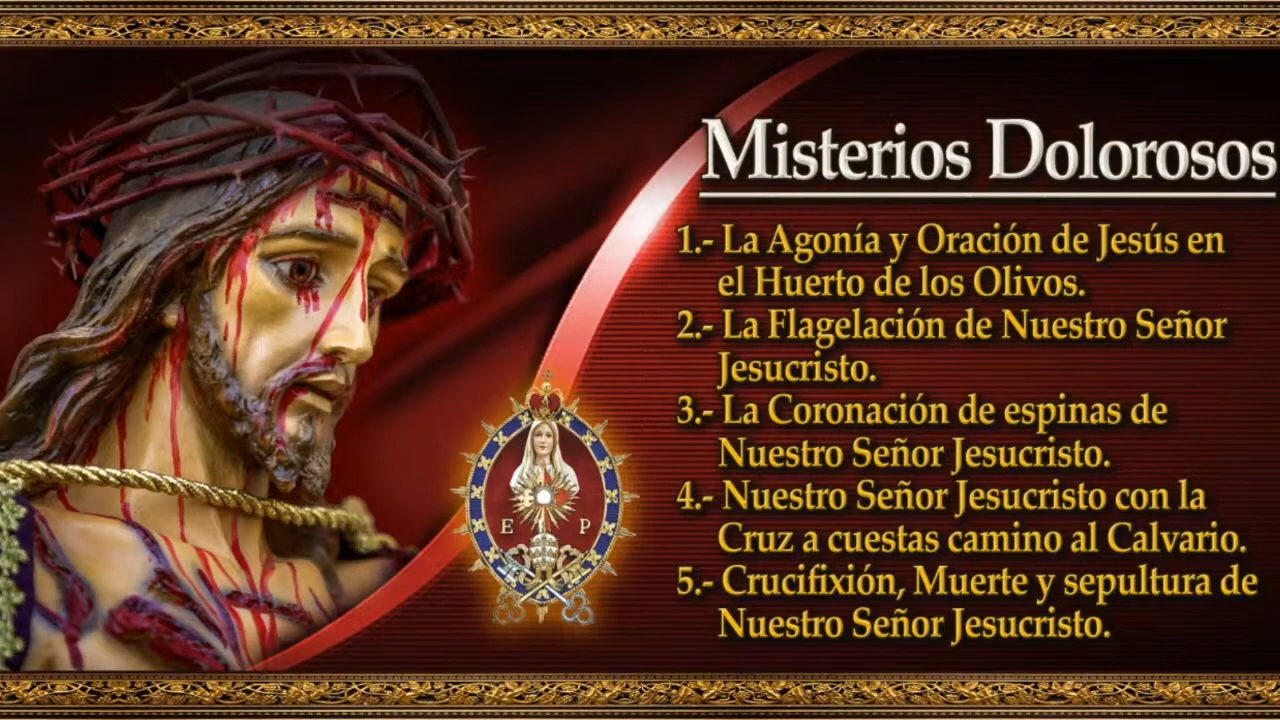 Misterios Dolorosos
1.- La Agonía y Oración de Jesús en
el Huerto de los Olivos.
2.- La Flagelación de Nuestro Señor
Jesucristo.
3.- La Coronación de espinas de
Nuestro Señor Jesucristo.
4.- Nuestro Señor Jesucristo con la
Cruz a cuestas camino al Calvario.
5.- Crucifixión, Muerte y sepultura de
Nuestro Señor Jesucristo.
E P